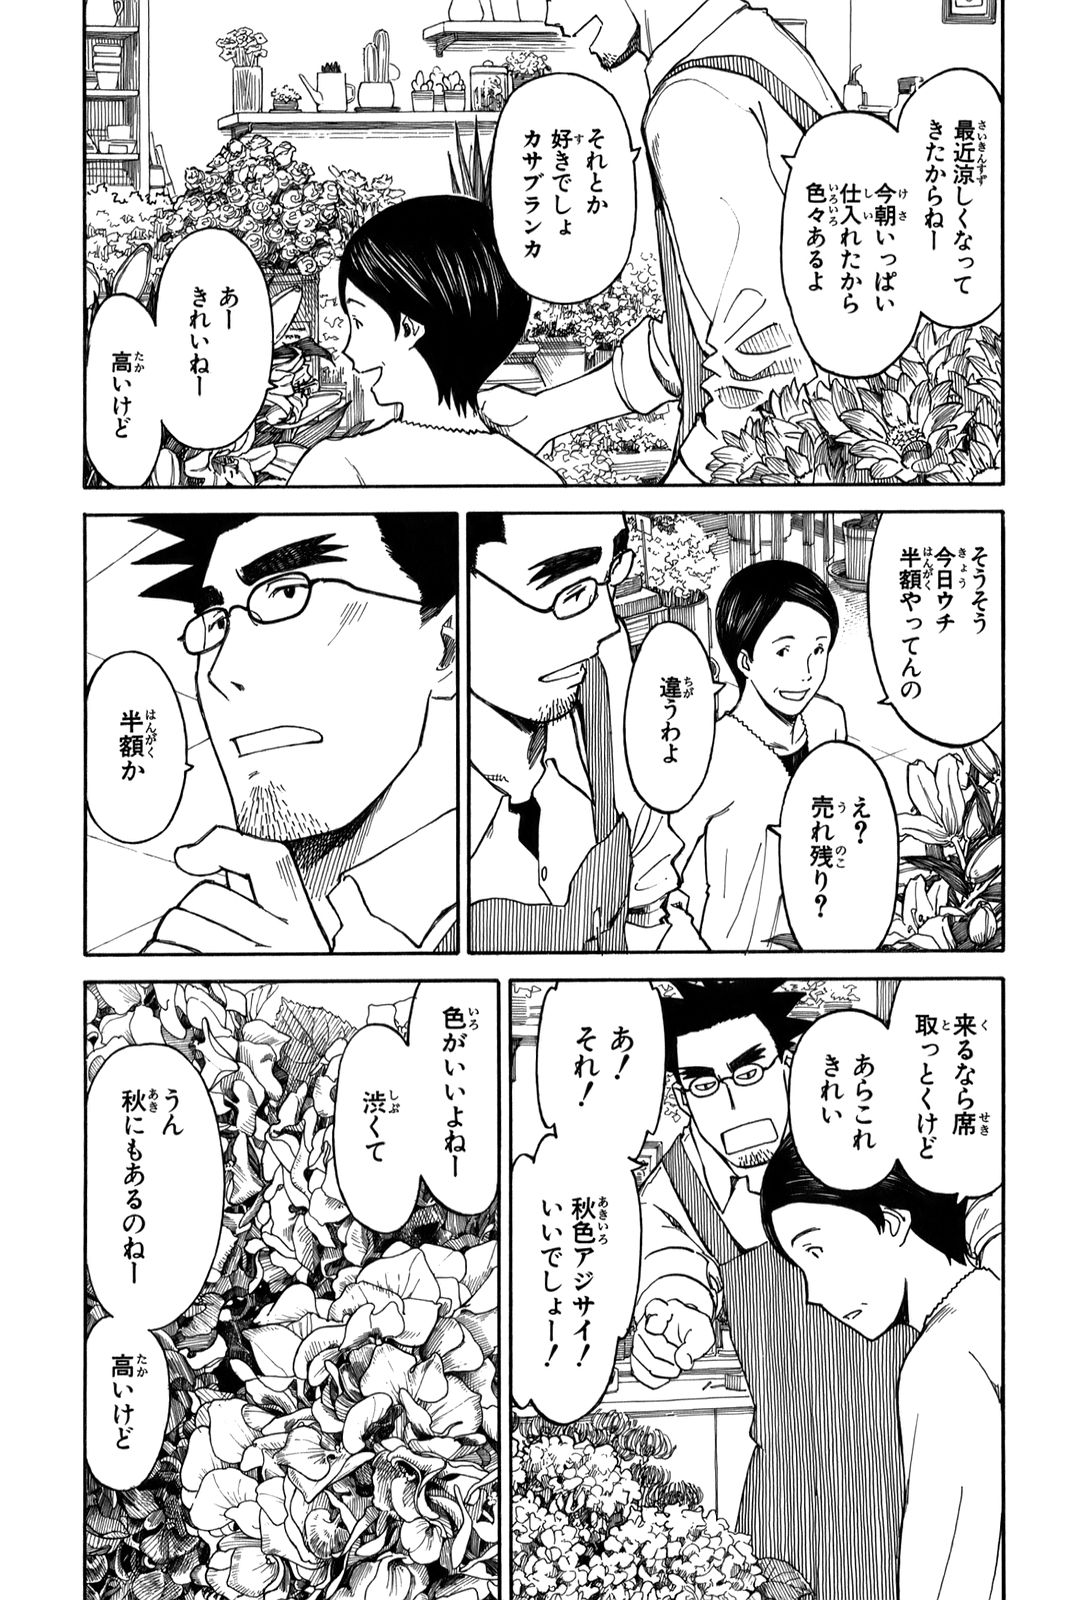 最近涼しくなって
きたからねー
今朝いっぱい
仕入れたから
色々あるよ
それとか
好きでしょ
カサブランカ
あー
きれいねー
高いけど
そうそう
今日ウチ
半額やってんの
え？
売れ残り？
違うわよ
半額か
来るなら席
取っとくけど
あらこれ
きれい
あ！
それ！
秋色アジサイ！
いいでしょー！
色がいいよねー
渋くて
うん
秋にもあるのねー
高いけど